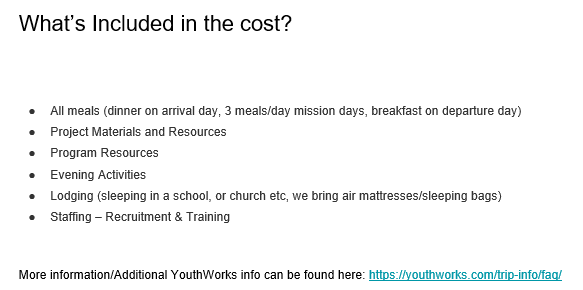 What's Included in the cost?
● All meals (dinner on arrival day, 3 meals/day mission days, breakfast on departure day)
● Project Materials and Resources
● Program Resources
● Evening Activities
● Lodging (sleeping in a school, or church etc, we bring air mattresses/sleeping bags)
● Staffing – Recruitment & Training
More information/Additional YouthWorks info can be found here: https://youthworks.com/trip-info/faq/